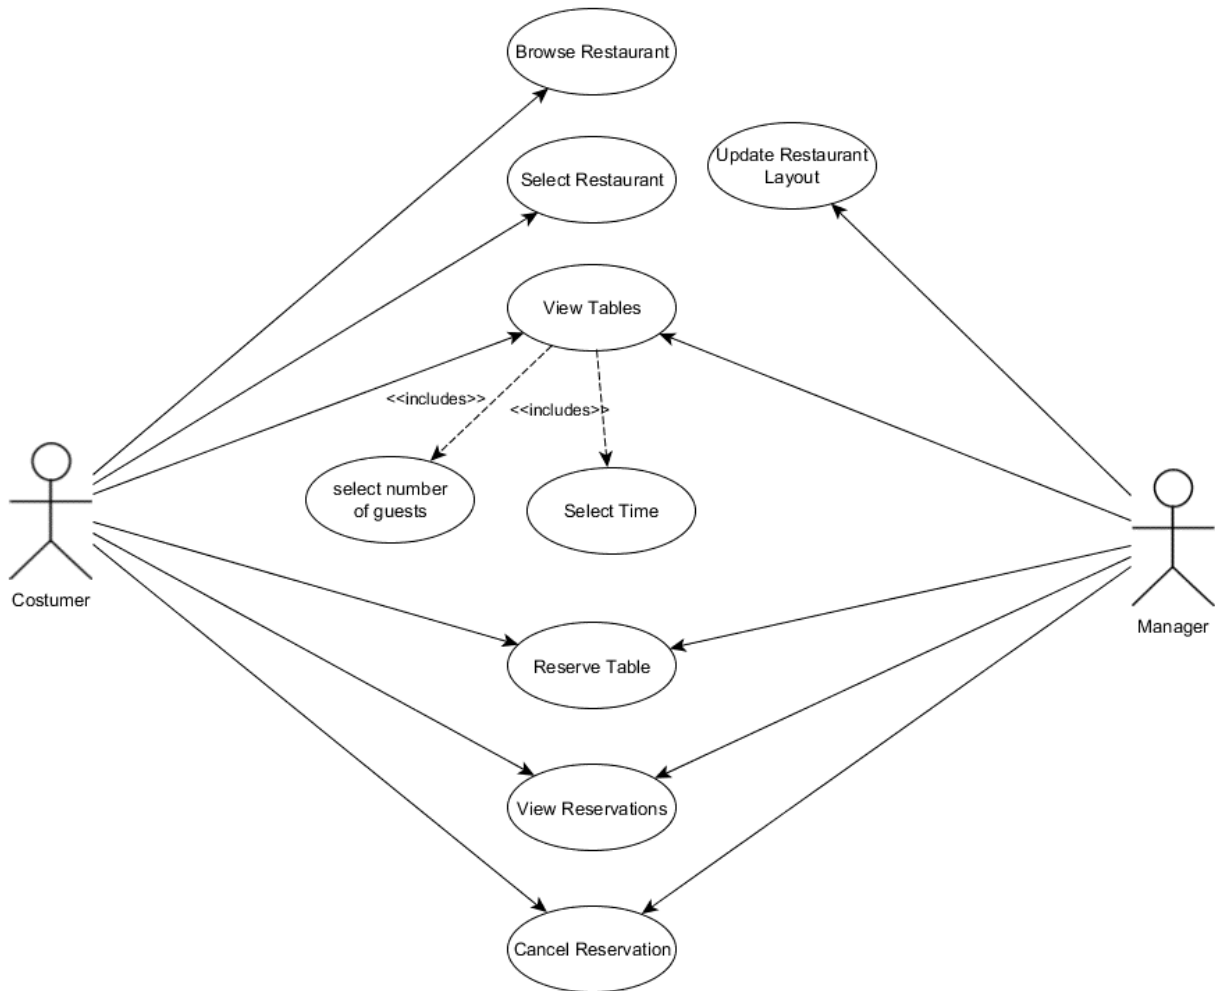 Browse Restaurant
Select Restaurant
Update Restaurant
Layout
View Tables
<<includes>>
<<includes>>
select number
of guests
Select Time
Costumer
Manager
Reserve Table
View Reservations
Cancel Reservation